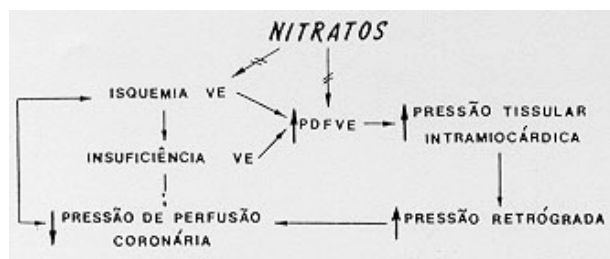 NITRATOS
ISQUEMIA VE
INSUFICIÊNCIA VE
↑PDFVE
↑PRESSÃO TISSULAR
INTRAMIOCÁRDICA
↓PRESSÃO DE PERFUSÃO
CORONÁRIA
↑PRESSÃO RETRÓGRADA